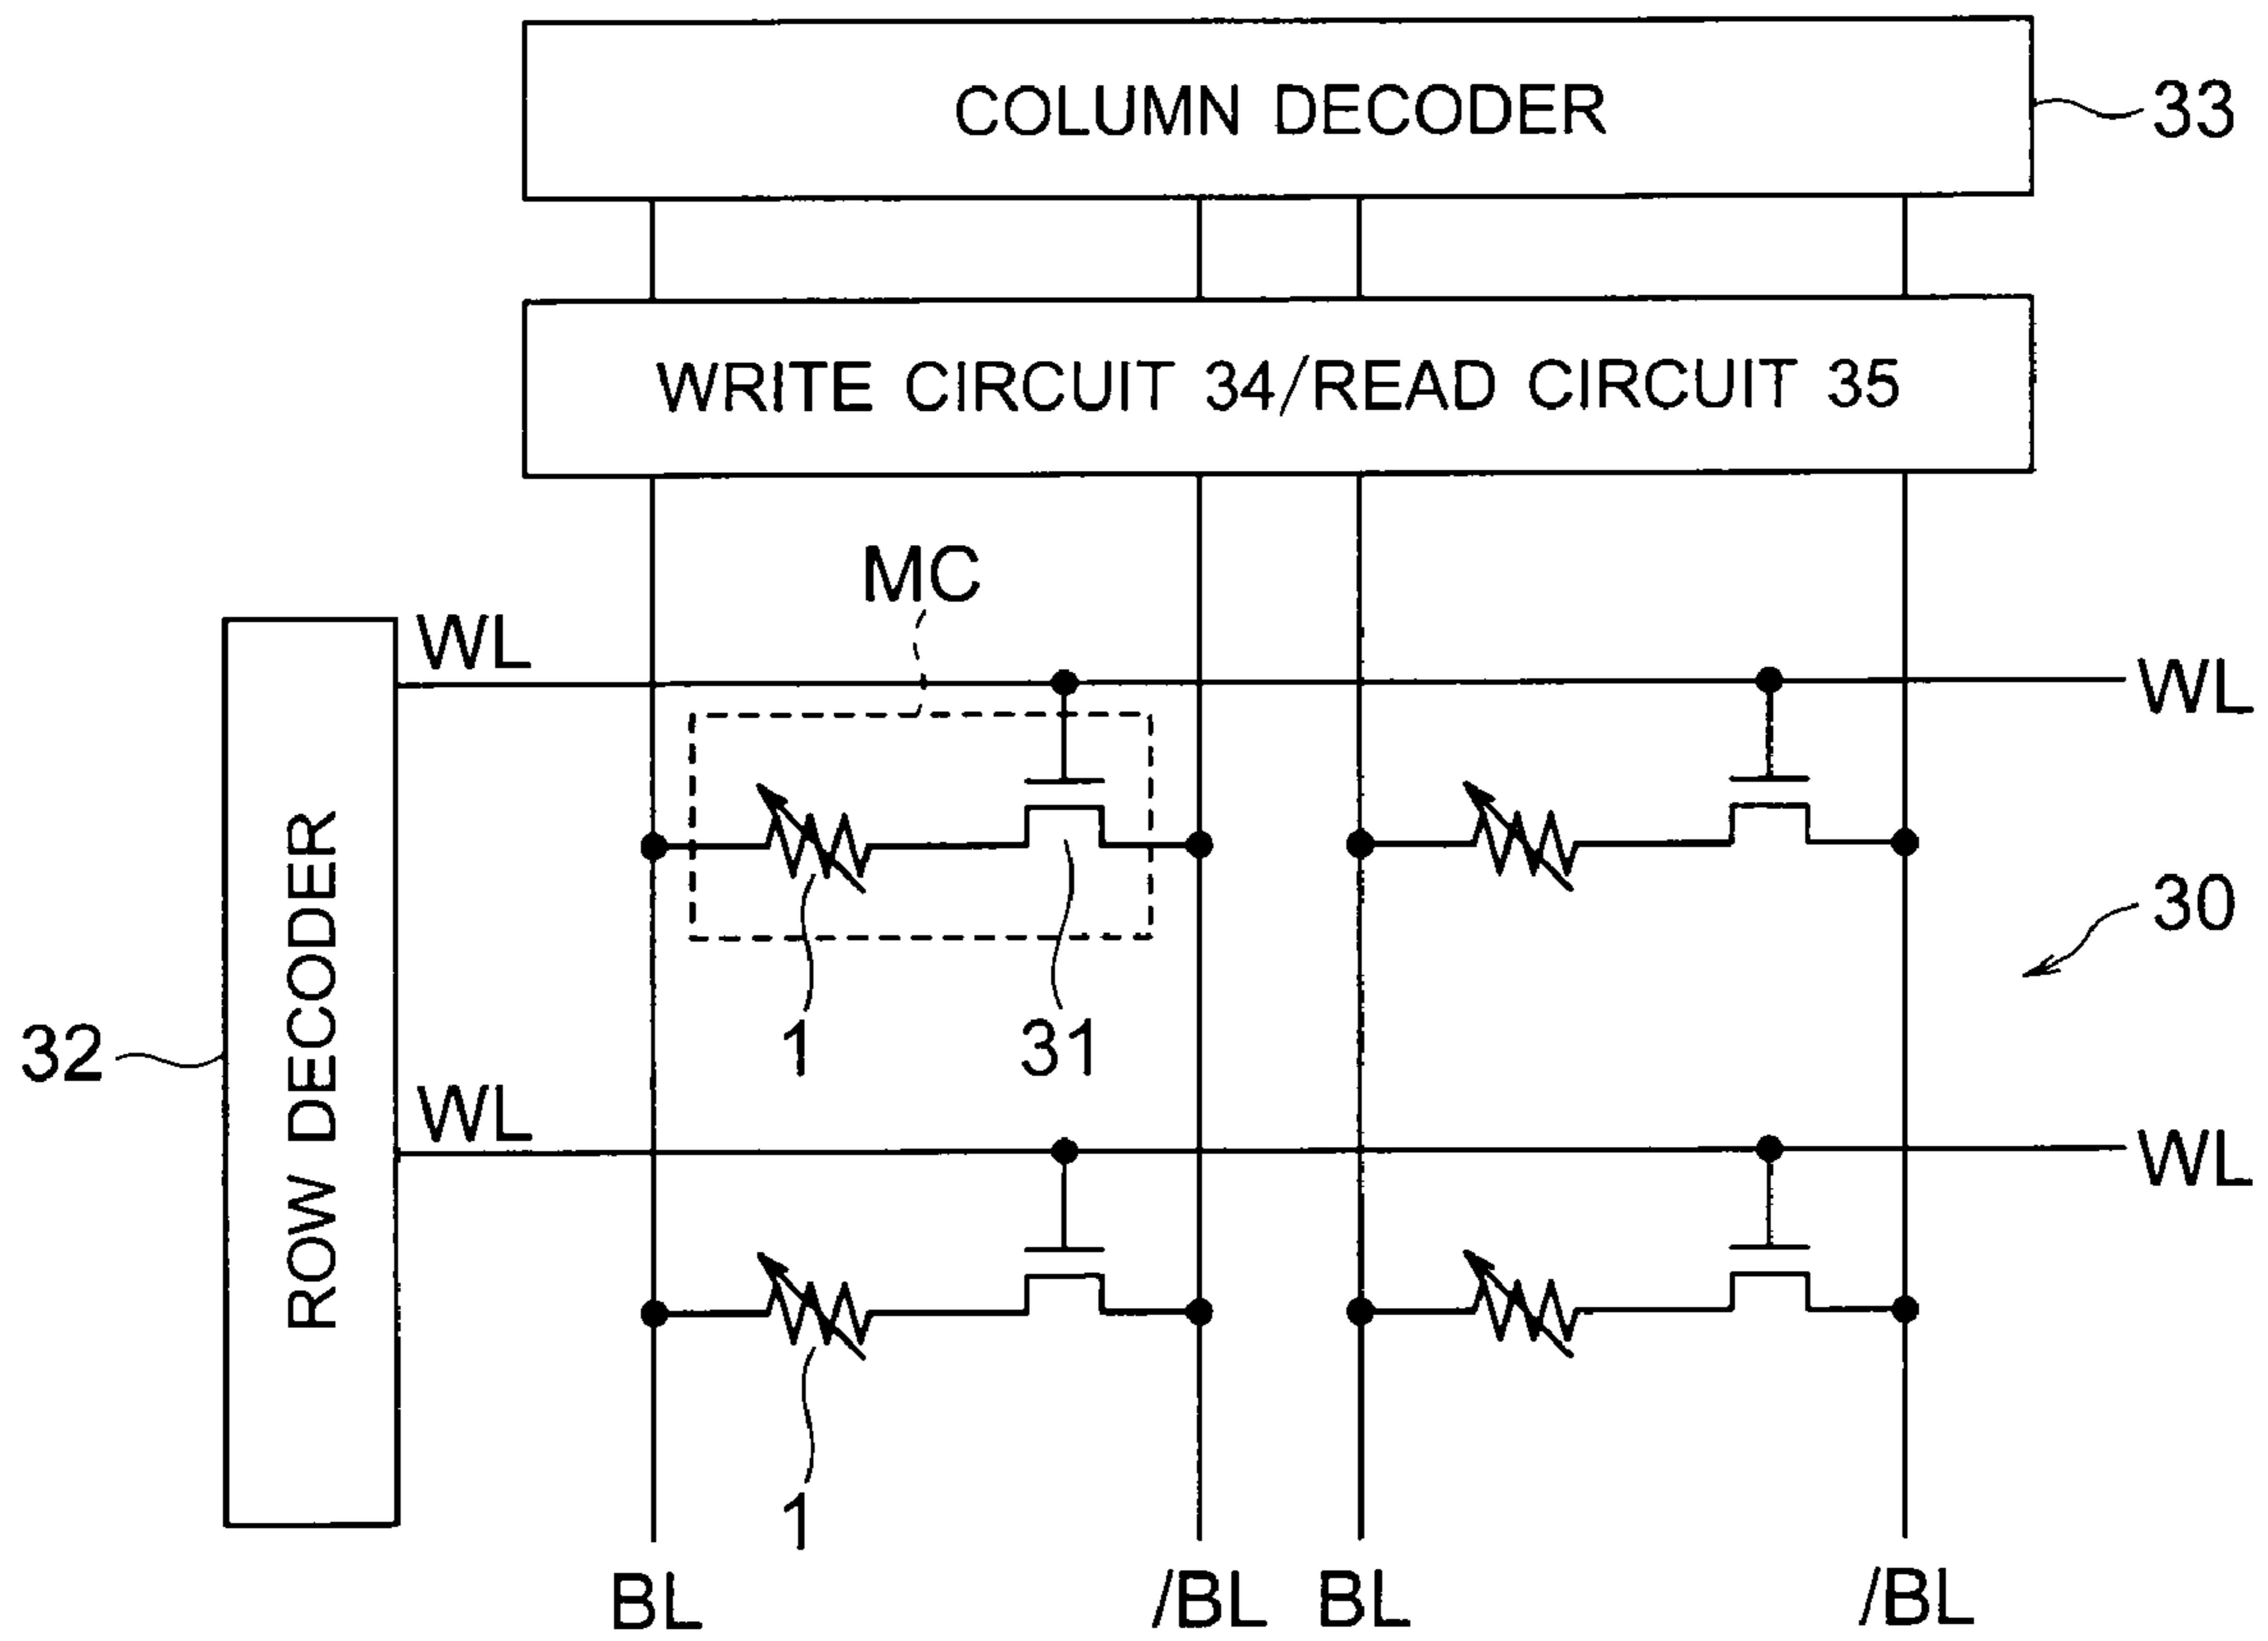 COLUMN DECODER
33
WRITE CIRCUIT 34/READ CIRCUIT 35
MC
WL
WL
30
1
31
ROW DECODER
32
WL
WL
1
BL
/BL
BL
/BL